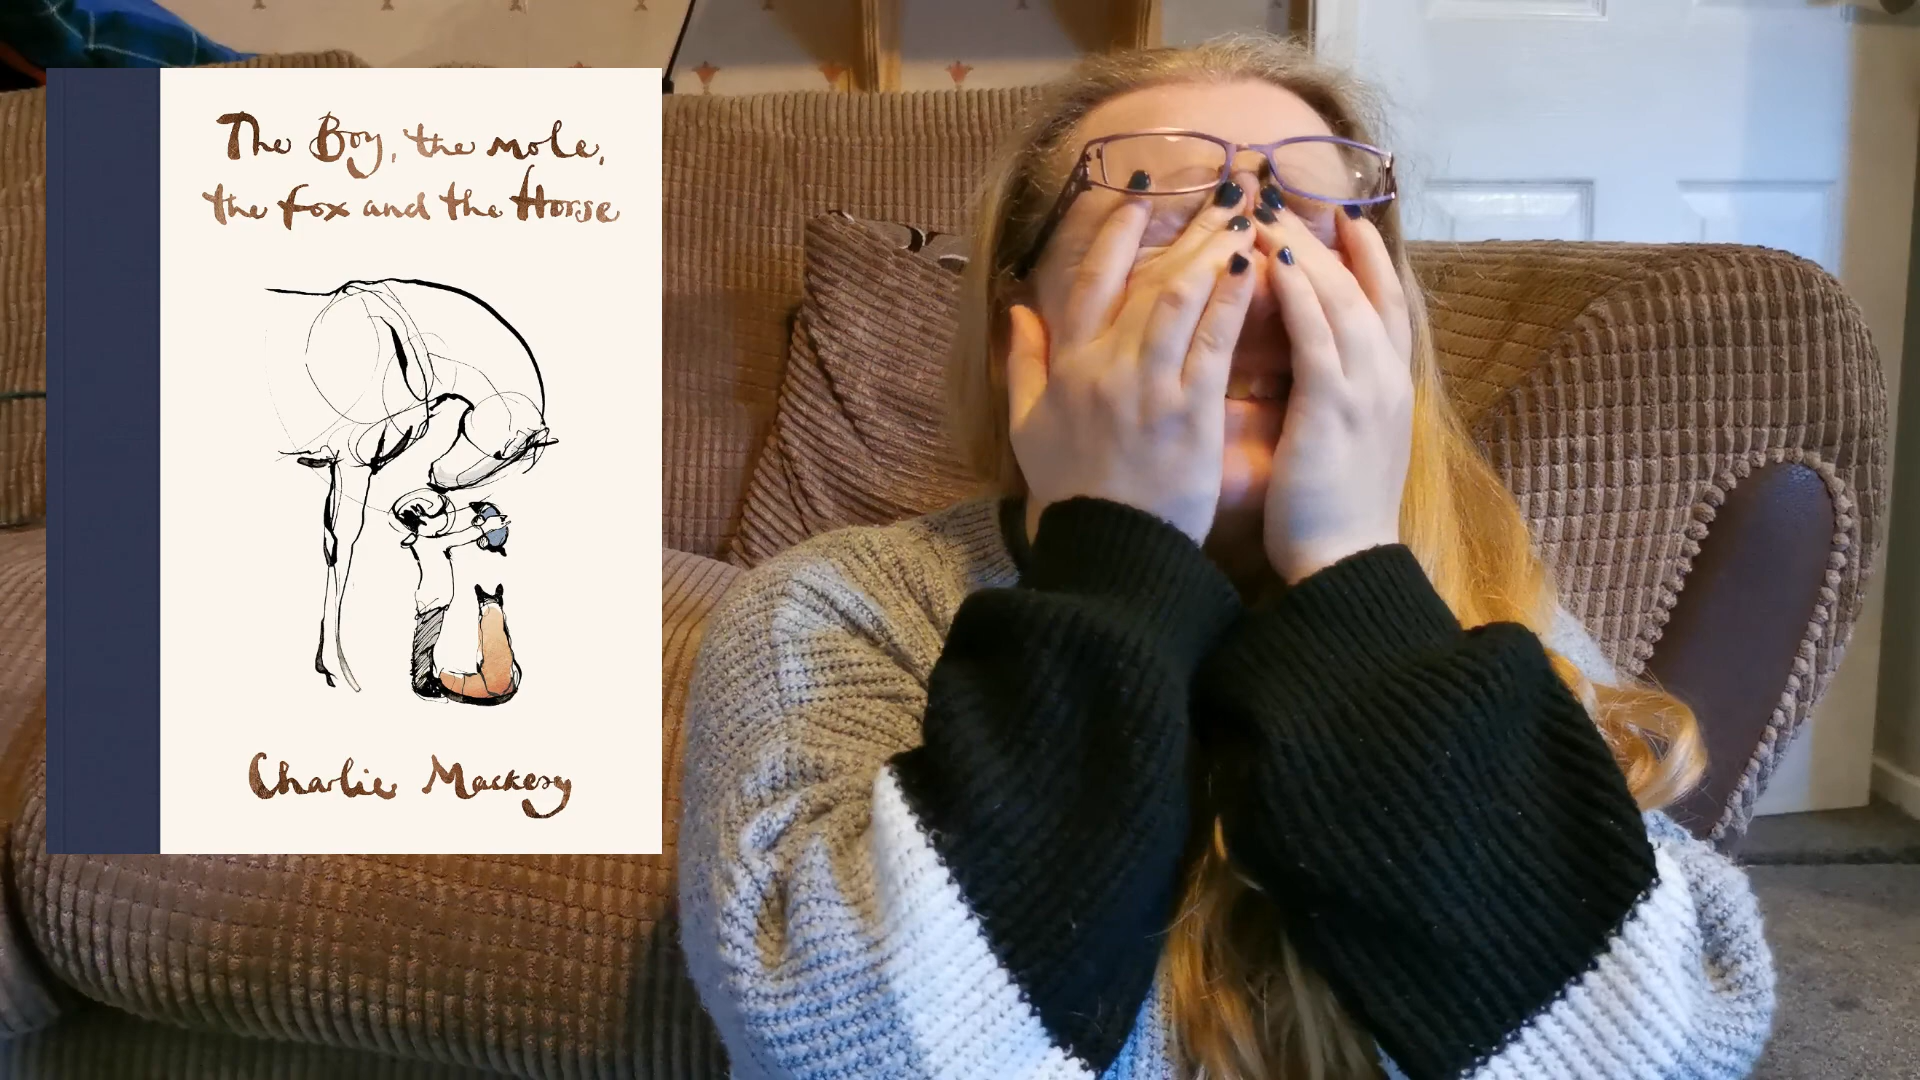 The Boy, the mole,
the fox and the Horse
Charlie Mackesy